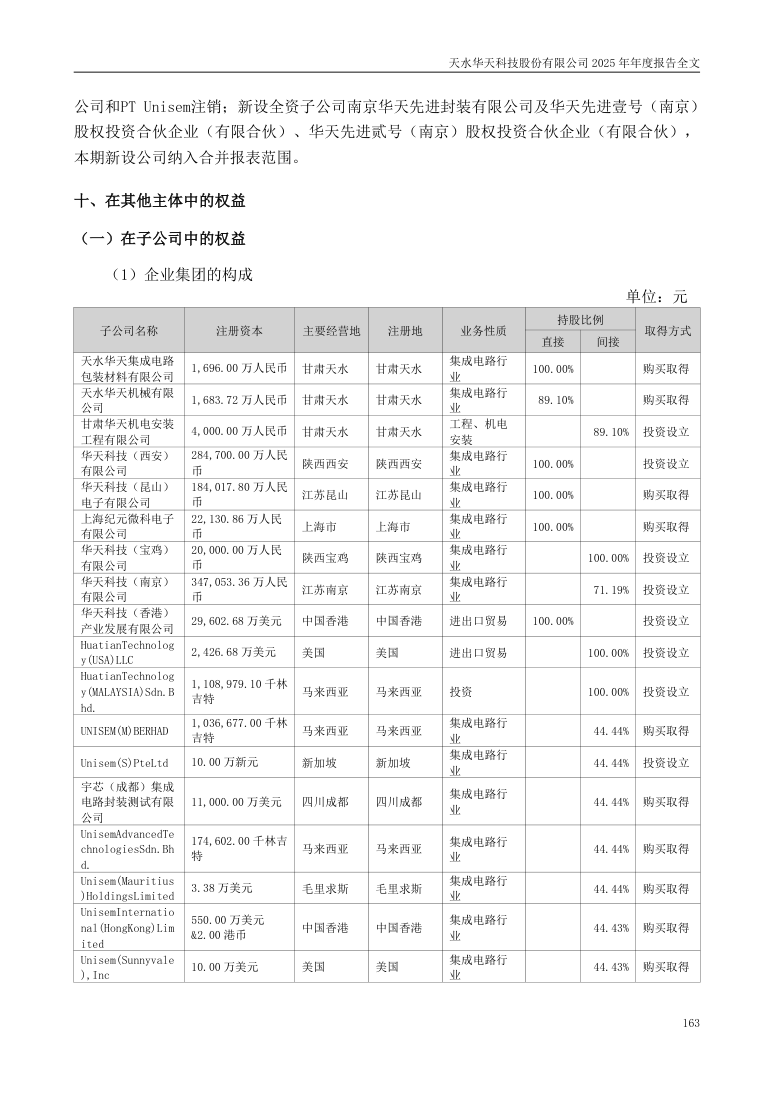 天水华天科技股份有限公司 2025 年年度报告全文
公司和PT Unisem注销；新设全资子公司南京华天先进封装有限公司及华天先进壹号（南京）
股权投资合伙企业（有限合伙）、华天先进贰号（南京）股权投资合伙企业（有限合伙），
本期新设公司纳入合并报表范围。
十、在其他主体中的权益
（一）在子公司中的权益
（1）企业集团的构成
单位：元
子公司名称 注册资本 主要经营地 注册地 业务性质 持股比例 取得方式
直接 间接
天水华天集成电路
包装材料有限公司 1,696.00 万人民币 甘肃天水 甘肃天水 集成电路行
业 100.00% 购买取得
天水华天机械有限
公司 1,683.72 万人民币 甘肃天水 甘肃天水 集成电路行
业 89.10% 购买取得
甘肃华天机电安装
工程有限公司 4,000.00 万人民币 甘肃天水 甘肃天水 工程、机电
安装 89.10% 投资设立
华天科技（西安）
有限公司 284,700.00 万人民
币 陕西西安 陕西西安 集成电路行
业 100.00% 投资设立
华天科技（昆山）
电子有限公司 184,017.80 万人民
币 江苏昆山 江苏昆山 集成电路行
业 100.00% 购买取得
上海纪元微科电子
有限公司 22,130.86 万人民
币 上海市 上海市 集成电路行
业 100.00% 购买取得
华天科技（宝鸡）
有限公司 20,000.00 万人民
币 陕西宝鸡 陕西宝鸡 集成电路行
业 100.00% 投资设立
华天科技（南京）
有限公司 347,053.36 万人民
币 江苏南京 江苏南京 集成电路行
业 71.19% 投资设立
华天科技（香港）
产业发展有限公司 29,602.68 万美元 中国香港 中国香港 进出口贸易 100.00% 投资设立
HuatianTechnolog
y(USA)LLC 2,426.68 万美元 美国 美国 进出口贸易 100.00% 投资设立
HuatianTechnolog
y(MALAYSIA)Sdn.B
hd. 1,108,979.10 千林
吉特 马来西亚 马来西亚 投资 100.00% 投资设立
UNISEM(M)BERHAD 1,036,677.00 千林
吉特 马来西亚 马来西亚 集成电路行
业 44.44% 购买取得
Unisem(S)PteLtd 10.00 万新元 新加坡 新加坡 集成电路行
业 44.44% 投资设立
宇芯（成都）集成
电路封装测试有限
公司 11,000.00 万美元 四川成都 四川成都 集成电路行
业 44.44% 购买取得
UnisemAdvancedTe
chnologiesSdn.Bh
d. 174,602.00 千林吉
特 马来西亚 马来西亚 集成电路行
业 44.44% 购买取得
Unisem(Mauritius
)HoldingsLimited 3.38 万美元 毛里求斯 毛里求斯 集成电路行
业 44.44% 购买取得
UnisemInternatio
nal(HongKong)Lim
ited 550.00 万美元
&2.00 港币 中国香港 中国香港 集成电路行
业 44.43% 购买取得
Unisem(Sunnyvale
),Inc 10.00 万美元 美国 美国 集成电路行
业 44.43% 购买取得
163